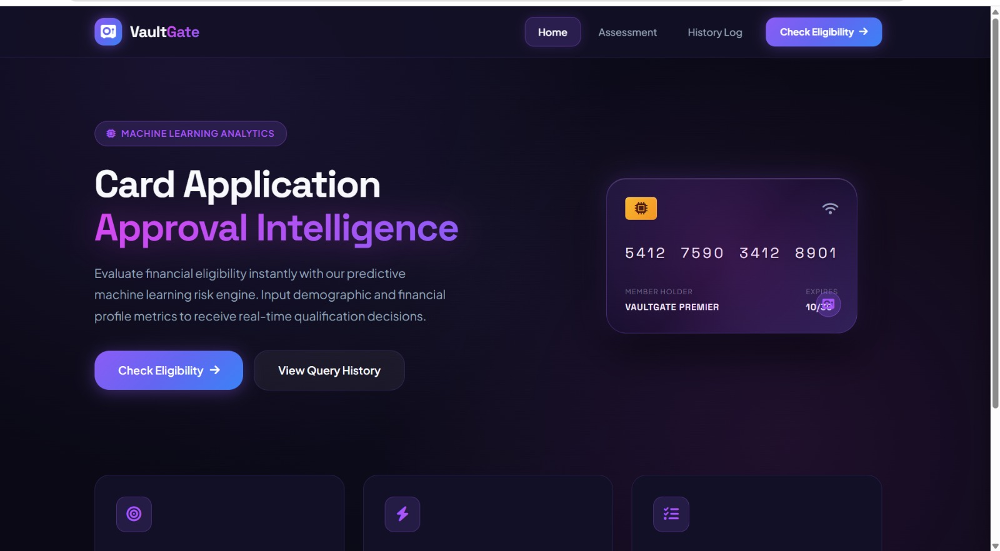 VaultGate
Home
Assessment
History Log
Check Eligibility →
MACHINE LEARNING ANALYTICS
Card Application
Approval Intelligence
Evaluate financial eligibility instantly with our predictive
machine learning risk engine. Input demographic and financial
profile metrics to receive real-time qualification decisions.
Check Eligibility →
View Query History
5412 7590 3412 8901
MEMBER HOLDER
EXPIRES
VAULTGATE PREMIER